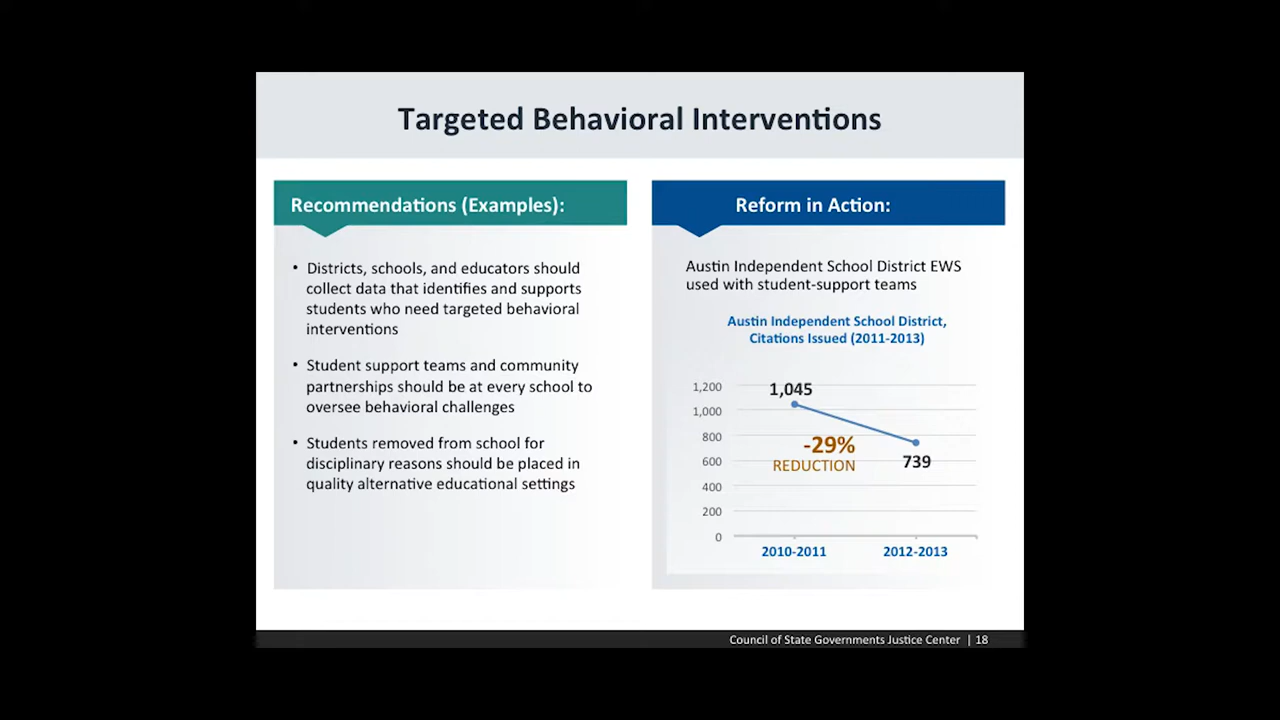 Targeted Behavioral Interventions
Recommendations (Examples):
• Districts, schools, and educators should
collect data that identifies and supports
students who need targeted behavioral
interventions
• Student support teams and community
partnerships should be at every school to
oversee behavioral challenges
• Students removed from school for
disciplinary reasons should be placed in
quality alternative educational settings
Reform in Action:
Austin Independent School District EWS
used with student-support teams
Austin Independent School District,
Citations Issued (2011-2013)
1,200
1,000
800
600
400
200
0
1,045
-29%
REDUCTION
739
2010-2011
2012-2013
Council of State Governments Justice Center | 18